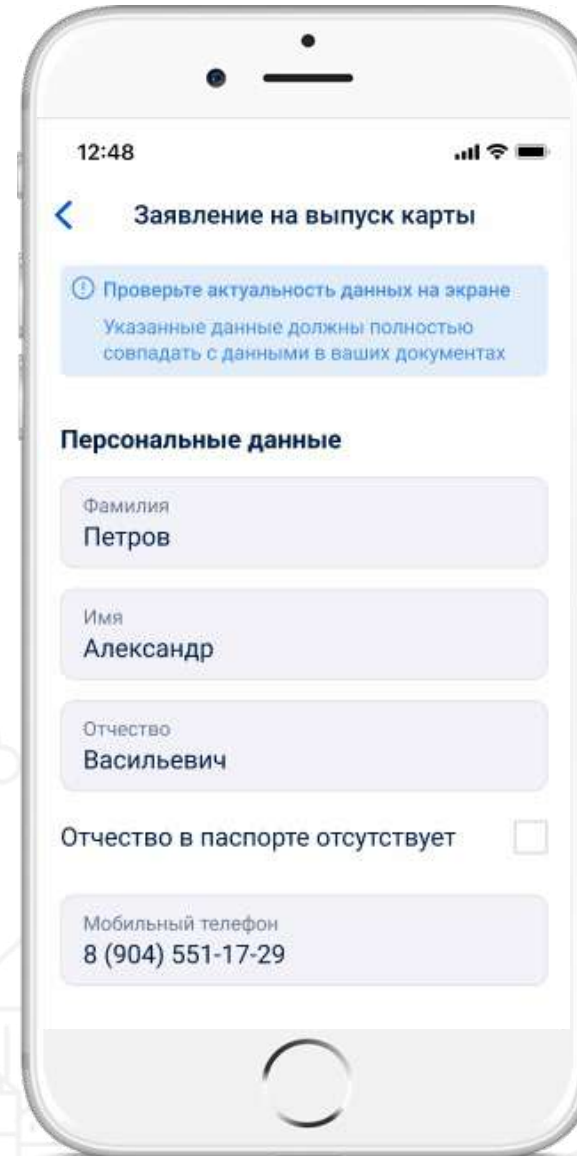 12:48
Заявление на выпуск карты
Проверьте актуальность данных на экране
Указанные данные должны полностью
совпадать с данными в ваших документах
Персональные данные
Фамилия
Петров
Имя
Александр
Отчество
Васильевич
Отчество в паспорте отсутствует
Мобильный телефон
8 (904) 551-17-29